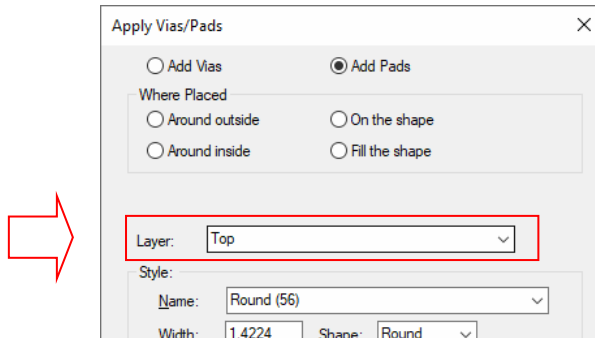 Apply Vias/Pads
Add Vias Add Pads
Where Placed
Around outside On the shape
Around inside Fill the shape
Layer: Top
Style:
Name: Round (56)
Width: 1.4224 Shape: Round